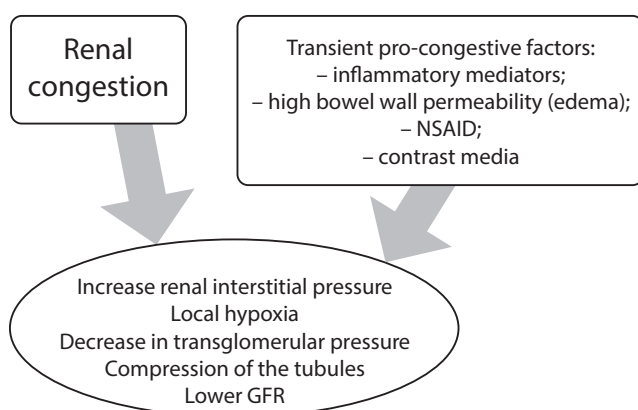 Renal
congestion
Transient pro-congestive factors:
– inflammatory mediators;
– high bowel wall permeability (edema);
– NSAID;
– contrast media
Increase renal interstitial pressure
Local hypoxia
Decrease in transglomerular pressure
Compression of the tubules
Lower GFR